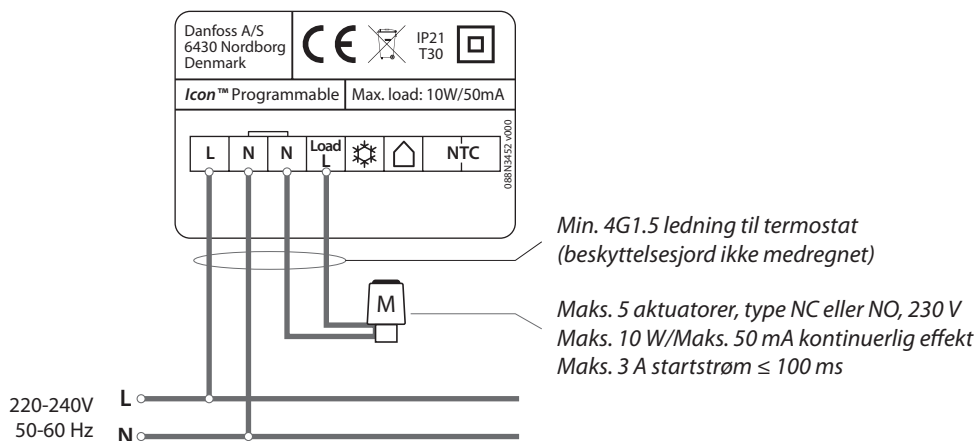 Danfoss A/S
6430 Nordborg
Denmark
IP21
T30
Icon™ Programmable
Max. load: 10W/50mA
L N N Load L NTC
088N3452 v000
Min. 4G1.5 ledning til termostat
(beskyttelsesjord ikke medregnet)
M
Maks. 5 aktuatorer, type NC eller NO, 230 V
Maks. 10 W/Maks. 50 mA kontinuerlig effekt
Maks. 3 A startstrøm ≤ 100 ms
220-240V
50-60 Hz
L
N